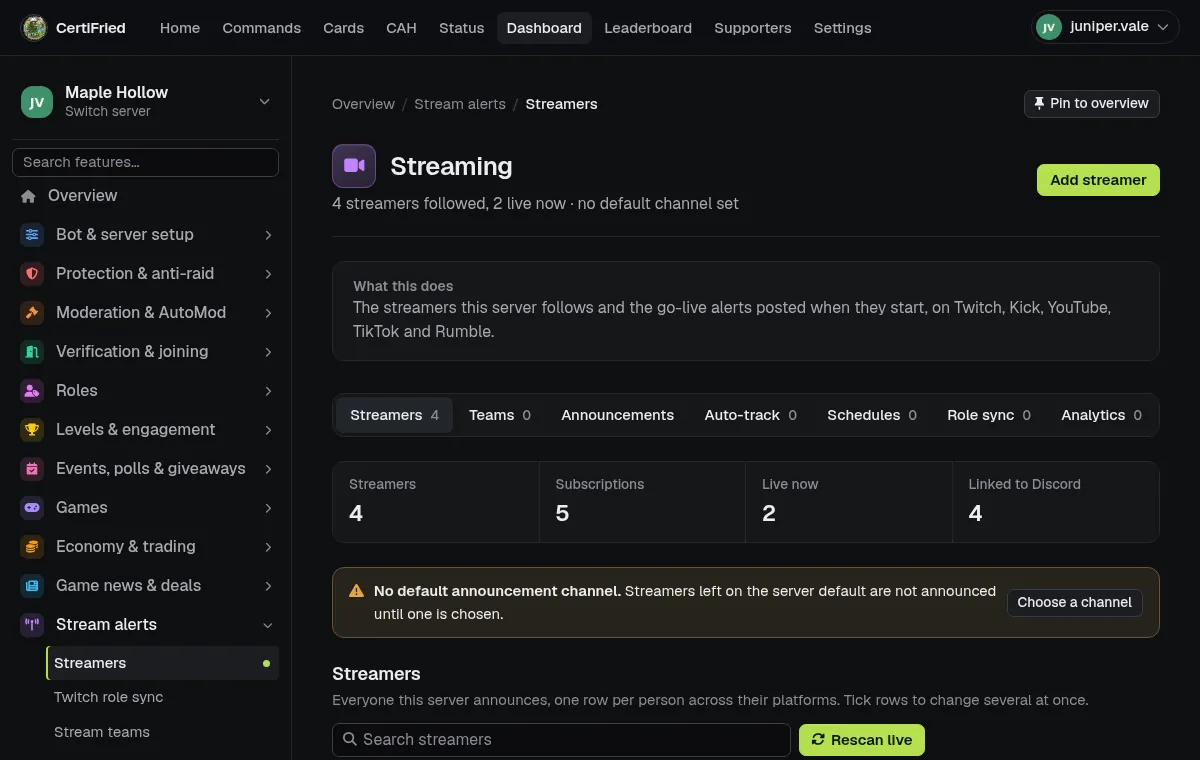 CertiFried
Home
Commands
Cards
CAH
Status
Dashboard
Leaderboard
Supporters
Settings
JV
juniper.vale
JV
Maple Hollow
Switch server
Search features...
Overview
Bot & server setup
Protection & anti-raid
Moderation & AutoMod
Verification & joining
Roles
Levels & engagement
Events, polls & giveaways
Games
Economy & trading
Game news & deals
Stream alerts
Streamers
Twitch role sync
Stream teams
Overview / Stream alerts / Streamers
Pin to overview
Streaming
4 streamers followed, 2 live now · no default channel set
Add streamer
What this does
The streamers this server follows and the go-live alerts posted when they start, on Twitch, Kick, YouTube,
TikTok and Rumble.
Streamers 4
Teams 0
Announcements
Auto-track 0
Schedules 0
Role sync 0
Analytics 0
Streamers
4
Subscriptions
5
Live now
2
Linked to Discord
4
No default announcement channel. Streamers left on the server default are not announced
until one is chosen.
Choose a channel
Streamers
Everyone this server announces, one row per person across their platforms. Tick rows to change several at once.
Search streamers
Rescan live